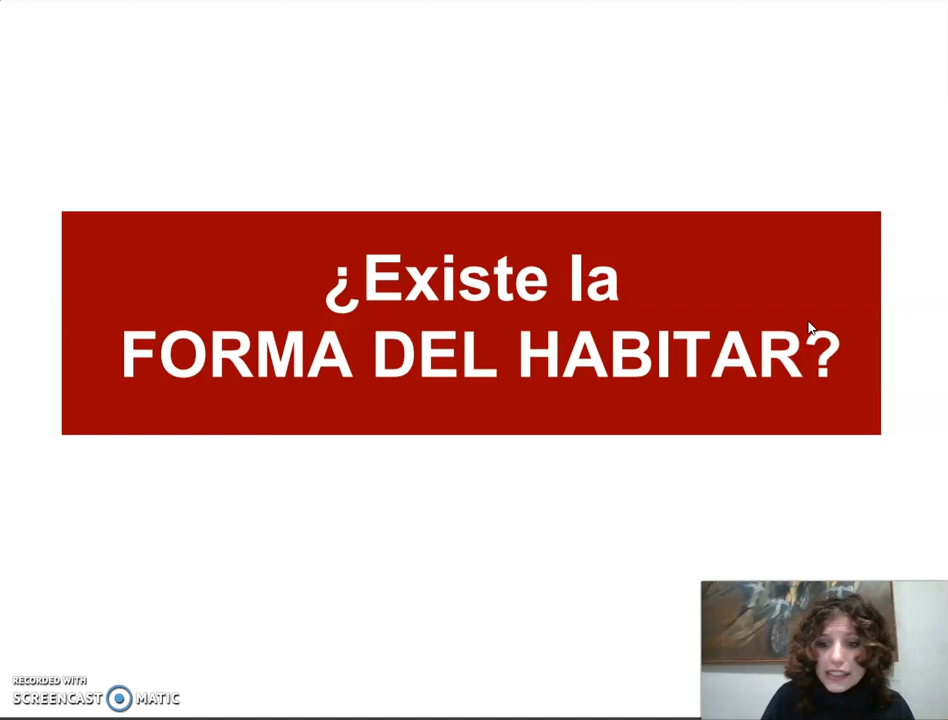 ¿Existe la
FORMA DEL HABITAR?
RECORDED WITH
SCREENCAST MATIC